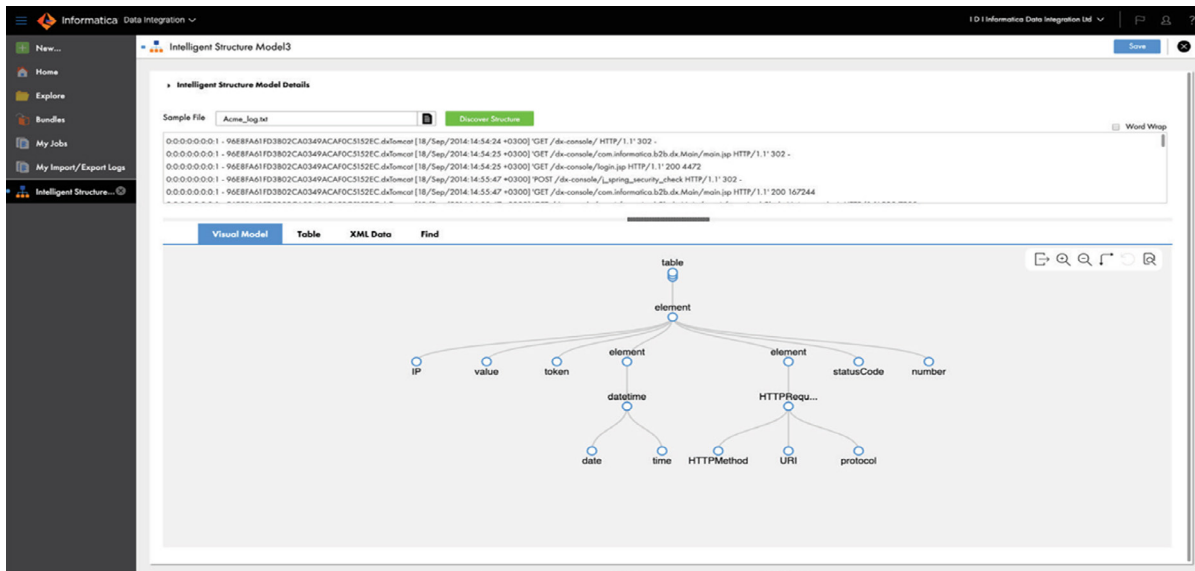 Informatica Data Integration
I D I Informatica Data Integration Ltd
?
New...
Home
Explore
Bundles
My Jobs
My Import/Export Logs
Intelligent Structure...
Intelligent Structure Model3
Save
Intelligent Structure Model Details
Sample File Acme_log.txt Discover Structure
Word Wrap
0:0:0:0:0:0:0:1 - 96E8FA61FD3B02CA0349ACAF0C5152EC.dxTomcat [18/Sep/2014:14:54:24 +0300] 'GET /dx-console/ HTTP/1.1' 302 -
0:0:0:0:0:0:0:1 - 96E8FA61FD3B02CA0349ACAF0C5152EC.dxTomcat [18/Sep/2014:14:54:25 +0300] 'GET /dx-console/com.informatica.b2b.dx.Main/main.jsp HTTP/1.1' 302 -
0:0:0:0:0:0:0:1 - 96E8FA61FD3B02CA0349ACAF0C5152EC.dxTomcat [18/Sep/2014:14:54:25 +0300] 'GET /dx-console/login.jsp HTTP/1.1' 200 4472
0:0:0:0:0:0:0:1 - 96E8FA61FD3B02CA0349ACAF0C5152EC.dxTomcat [18/Sep/2014:14:55:47 +0300] 'POST /dx-console/j_spring_security_check HTTP/1.1' 302 -
0:0:0:0:0:0:0:1 - 96E8FA61FD3B02CA0349ACAF0C5152EC.dxTomcat [18/Sep/2014:14:55:47 +0300] 'GET /dx-console/com.informatica.b2b.dx.Main/main.jsp HTTP/1.1' 200 167244
Visual Model Table XML Data Find
table
element
element element
IP value token statusCode number
datetime HTTPRequ...
date time HTTPMethod URI protocol